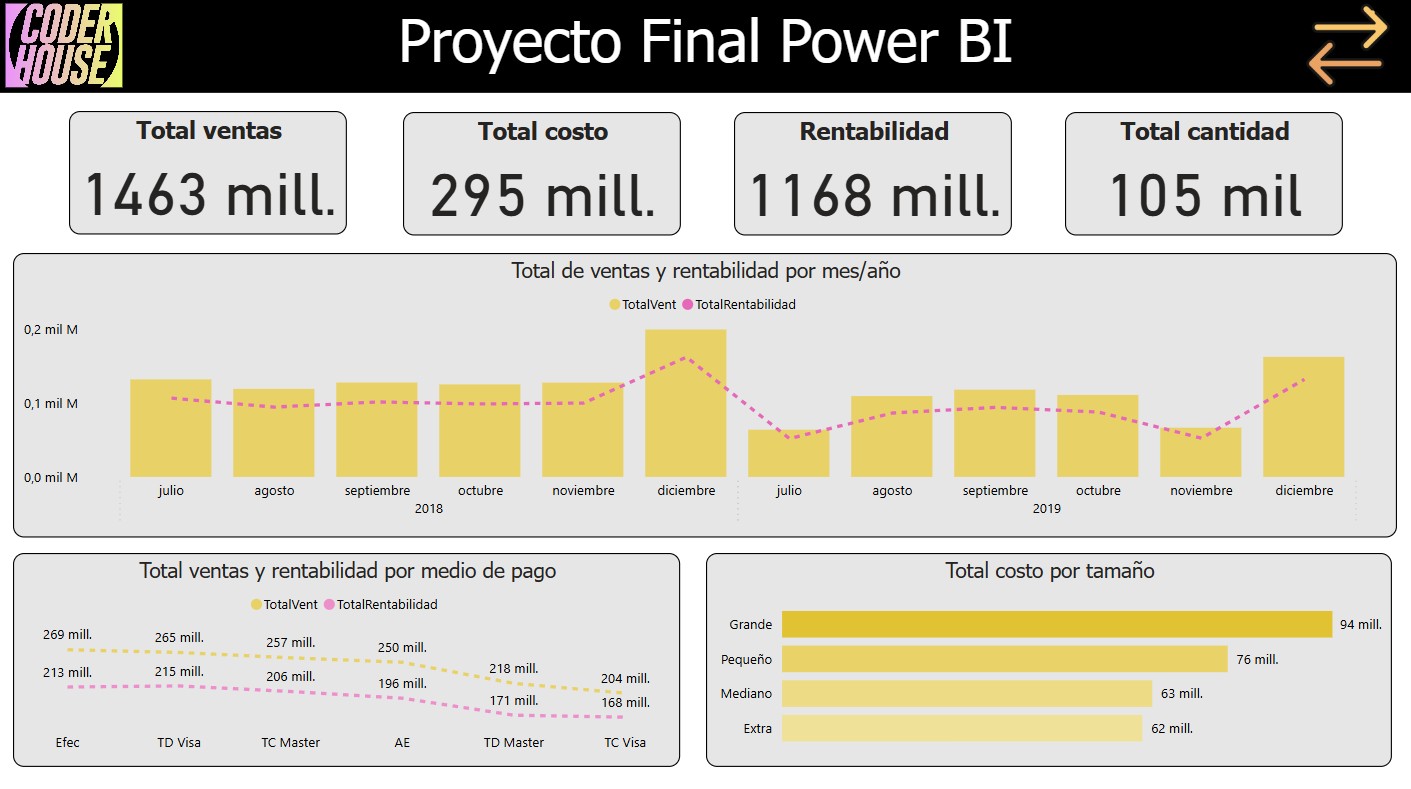 CODER
HOUSE
Proyecto Final Power BI
Total ventas
1463 mill.
Total costo
295 mill.
Rentabilidad
1168 mill.
Total cantidad
105 mil
Total de ventas y rentabilidad por mes/año
TotalVent TotalRentabilidad
0,2 mil M
0,1 mil M
0,0 mil M
julio agosto septiembre octubre noviembre diciembre julio agosto septiembre octubre noviembre diciembre
2018 2019
Total ventas y rentabilidad por medio de pago
TotalVent TotalRentabilidad
269 mill. 265 mill. 257 mill. 250 mill. 218 mill. 204 mill.
213 mill. 215 mill. 206 mill. 196 mill. 171 mill. 168 mill.
Efec TD Visa TC Master AE TD Master TC Visa
Total costo por tamaño
Grande 94 mill.
Pequeño 76 mill.
Mediano 63 mill.
Extra 62 mill.